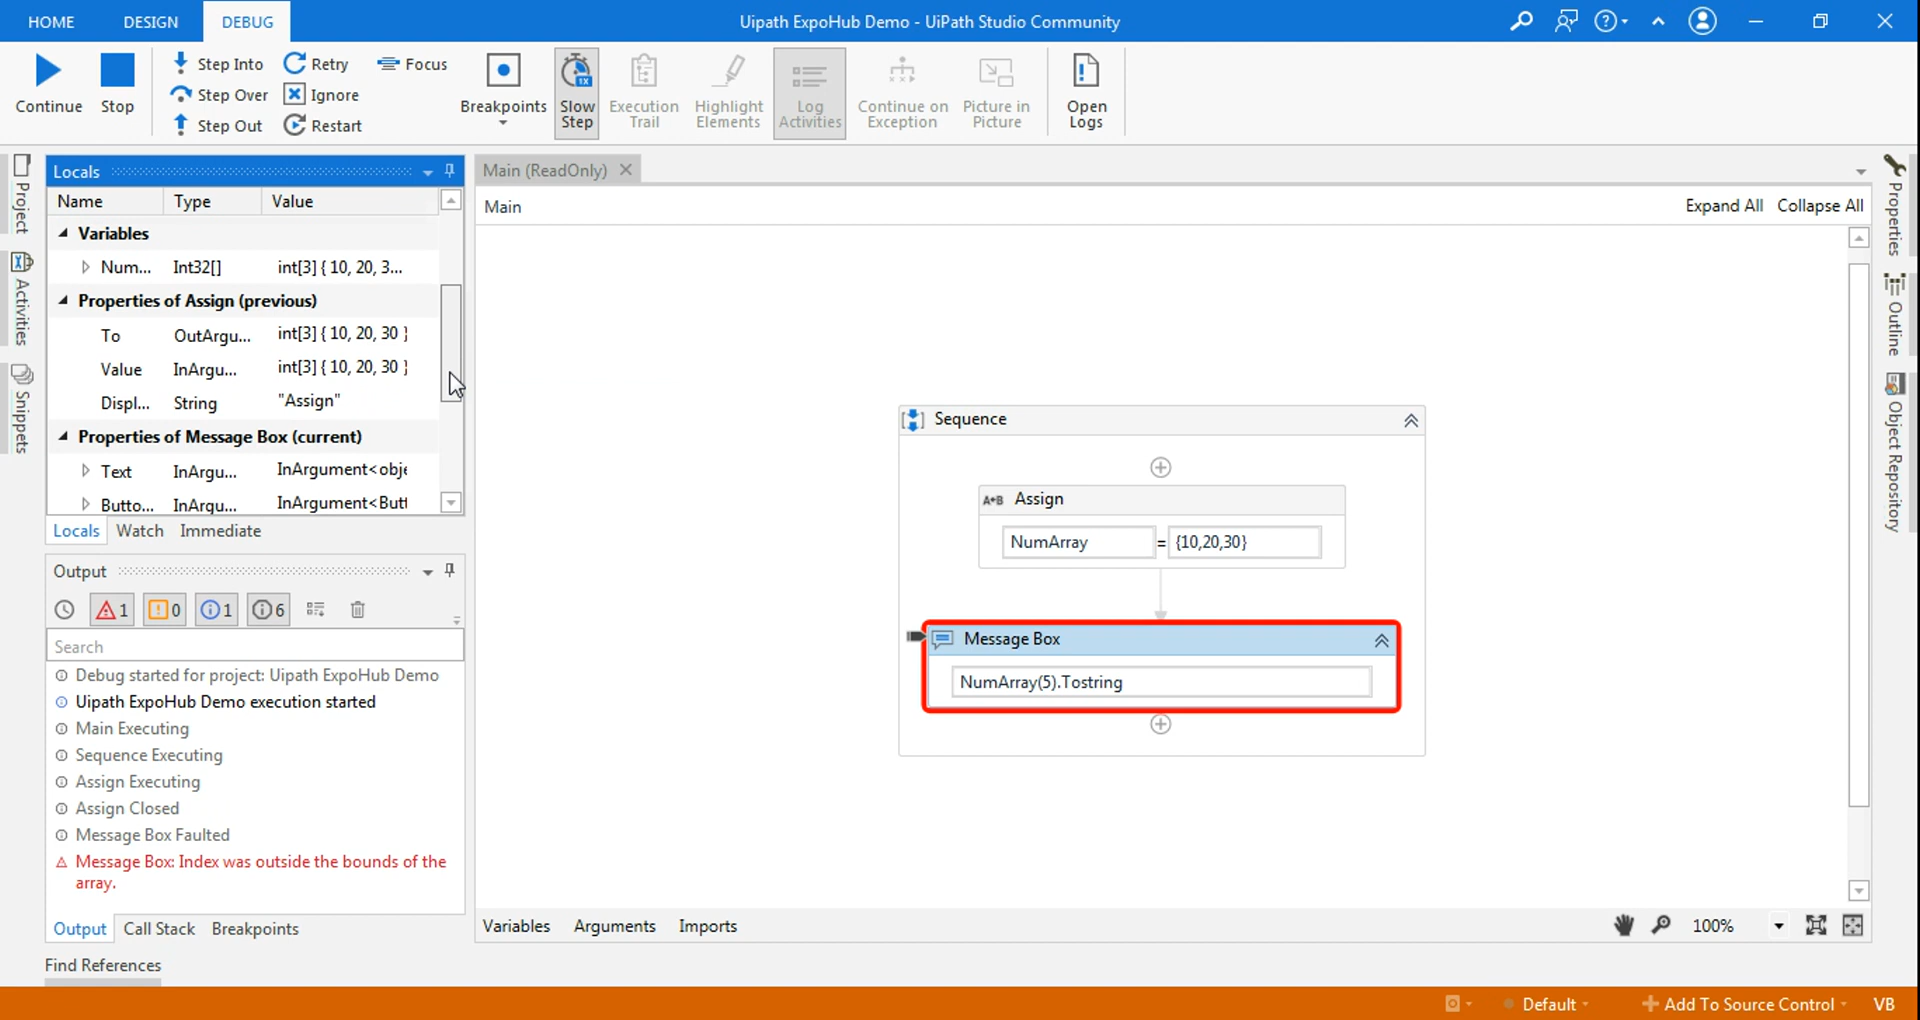 HOME DESIGN DEBUG Uipath ExpoHub Demo - UiPath Studio Community
Continue Stop
Step Into
Step Over
Step Out
Retry
Ignore
Restart
Focus
Breakpoints
Slow Step
Execution Trail
Highlight Elements
Log Activities
Continue on Exception
Picture in Picture
Open Logs
Project
Activities
Snippets
Locals
Name Type Value
Variables
Num... Int32[] int[3] { 10, 20, 3...
Properties of Assign (previous)
To OutArgu... int[3] { 10, 20, 30 }
Value InArgu... int[3] { 10, 20, 30 }
Displ... String "Assign"
Properties of Message Box (current)
Text InArgu... InArgument<obje
Butto... InArgu... InArgument<Butt
Locals Watch Immediate
Output
1 0 1 6
Search
Debug started for project: Uipath ExpoHub Demo
Uipath ExpoHub Demo execution started
Main Executing
Sequence Executing
Assign Executing
Assign Closed
Message Box Faulted
Message Box: Index was outside the bounds of the
array.
Output Call Stack Breakpoints
Find References
Main (ReadOnly)
Main Expand All Collapse All
Sequence
A+B Assign
NumArray = {10,20,30}
Message Box
NumArray(5).Tostring
Variables Arguments Imports 100%
Properties
Outline
Object Repository
Default Add To Source Control VB